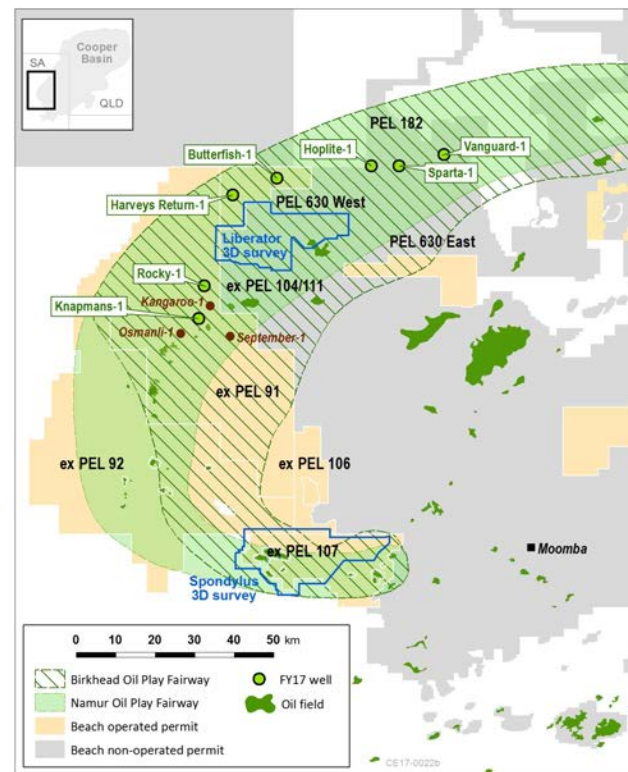 Cooper
Basin
SA
QLD
PEL 182
Butterfish-1
Hoplite-1
Vanguard-1
Sparta-1
Harveys Return-1
PEL 630 West
Liberator
3D survey
PEL 630 East
Rocky-1
ex PEL 104/111
Kangaroo-1
Knapmans-1
Osmanli-1
September-1
ex PEL 91
ex PEL 92
ex PEL 106
ex PEL 107
Moomba
Spondylus
3D survey
0 10 20 30 40 50 km
Birkhead Oil Play Fairway
FY17 well
Namur Oil Play Fairway
Oil field
Beach operated permit
Beach non-operated permit
CE17-0022b